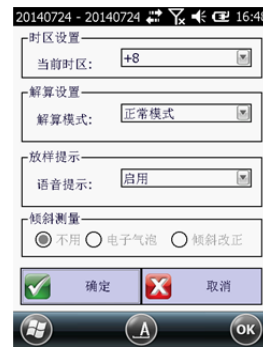 20140724 - 20140724 16:48
时区设置
当前时区: +8
解算设置
解算模式: 正常模式
放样提示
语音提示: 启用
倾斜测量
不用 电子气泡 倾斜改正
确定 取消
A OK